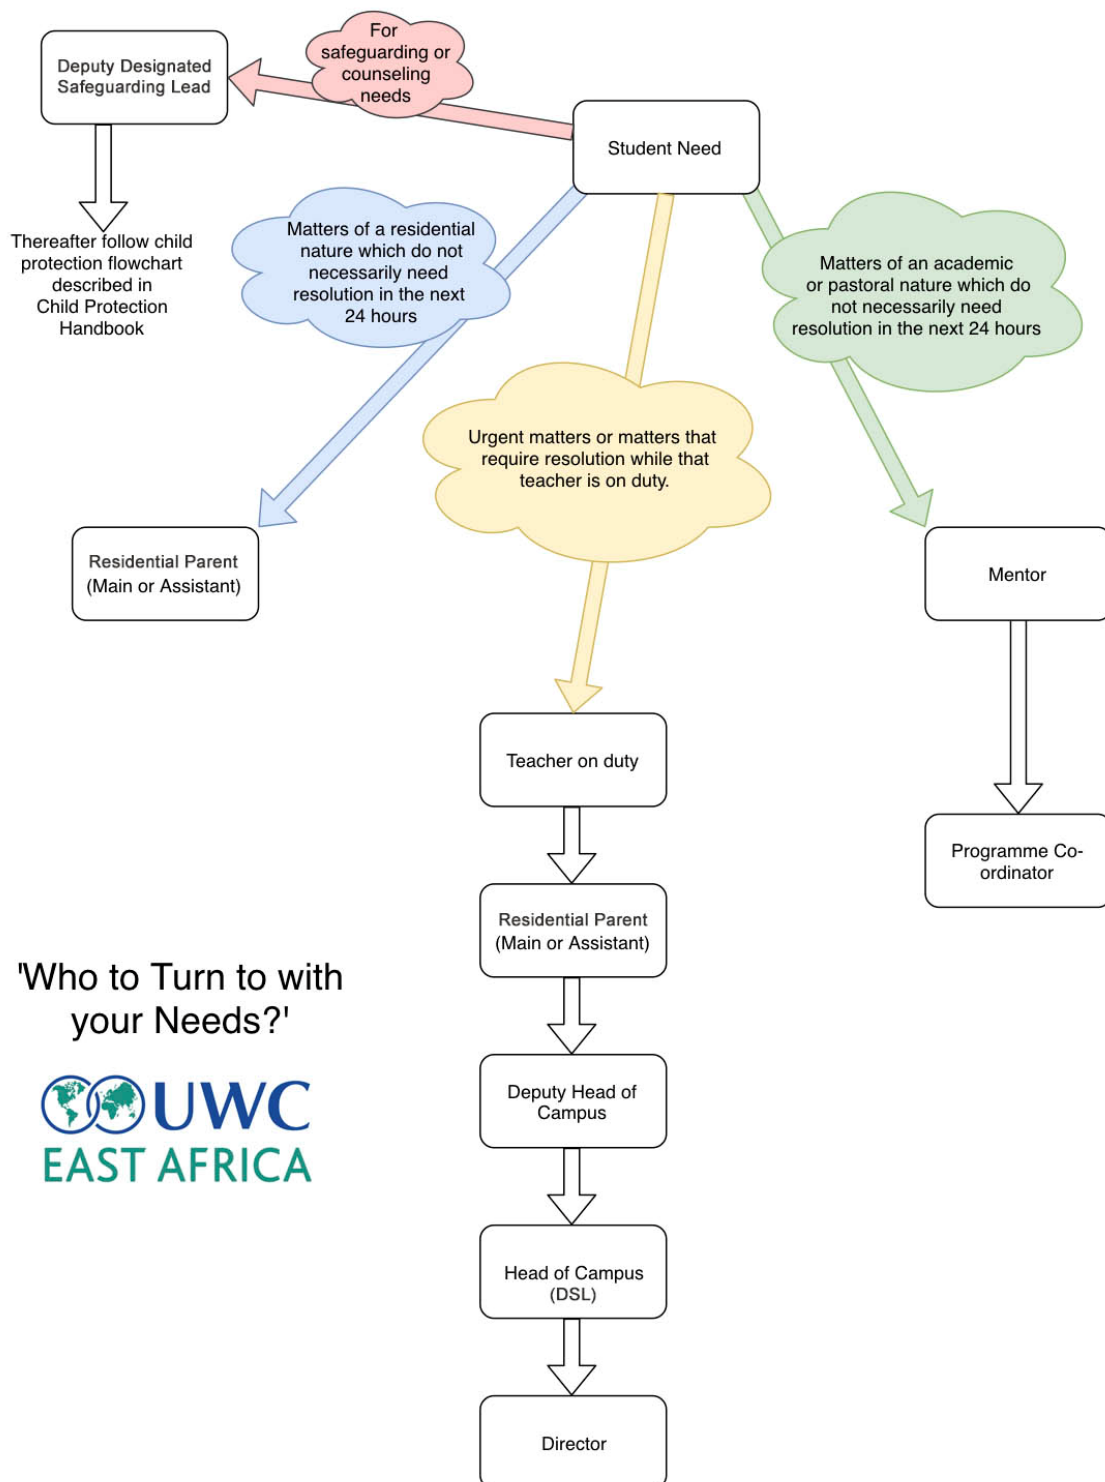 For
safeguarding or
counseling
needs
Deputy Designated
Safeguarding Lead
Student Need
Thereafter follow child
protection flowchart
described in
Child Protection
Handbook
Matters of a residential
nature which do not
necessarily need
resolution in the next
24 hours
Matters of an academic
or pastoral nature which do
not necessarily need
resolution in the next 24 hours
Urgent matters or matters that
require resolution while that
teacher is on duty.
Residential Parent
(Main or Assistant)
Mentor
Teacher on duty
Programme Co-
ordinator
Residential Parent
(Main or Assistant)
'Who to Turn to with
your Needs?'
UWC
EAST AFRICA
Deputy Head of
Campus
Head of Campus
(DSL)
Director